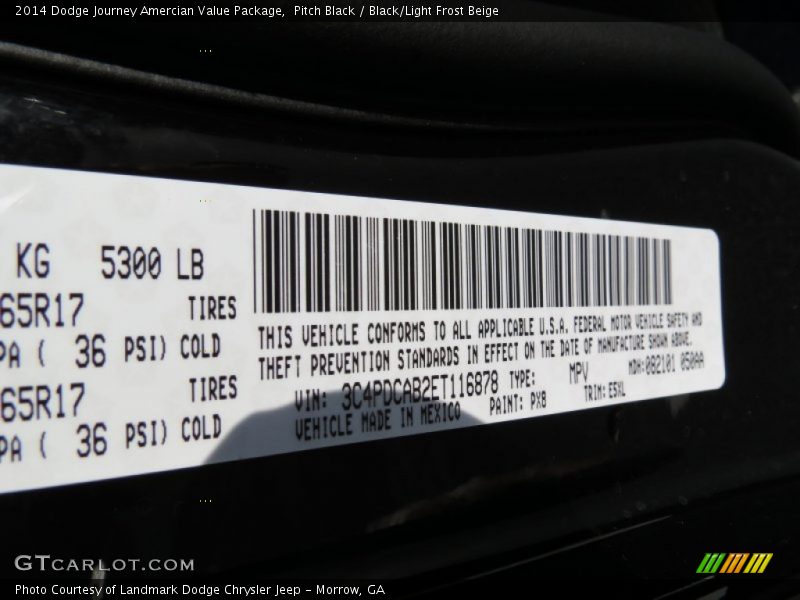 2014 Dodge Journey Amercian Value Package,  Pitch Black / Black/Light Frost Beige
KG 5300 LB
65R17 TIRES
PA ( 36 PSI) COLD
65R17 TIRES
PA ( 36 PSI) COLD
THIS VEHICLE CONFORMS TO ALL APPLICABLE U.S.A. FEDERAL MOTOR VEHICLE SAFETY AND
THEFT PREVENTION STANDARDS IN EFFECT ON THE DATE OF MANUFACTURE SHOWN ABOVE.
VIN: 3C4PDCAB2ET116878 TYPE: MPV MDH:082101 050AA
VEHICLE MADE IN MEXICO PAINT: PX8 TRIM: E5XL
GTCARLOT.COM
Photo Courtesy of Landmark Dodge Chrysler Jeep - Morrow, GA